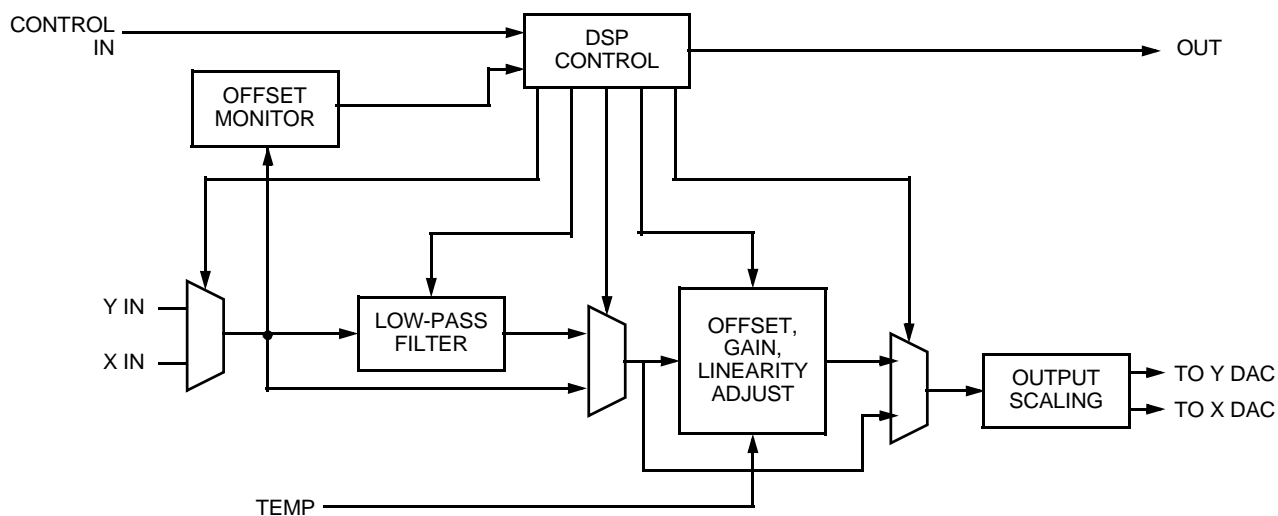 CONTROL
IN
DSP
CONTROL
OUT
OFFSET
MONITOR
Y IN
X IN
LOW-PASS
FILTER
OFFSET,
GAIN,
LINEARITY
ADJUST
OUTPUT
SCALING
TO Y DAC
TO X DAC
TEMP